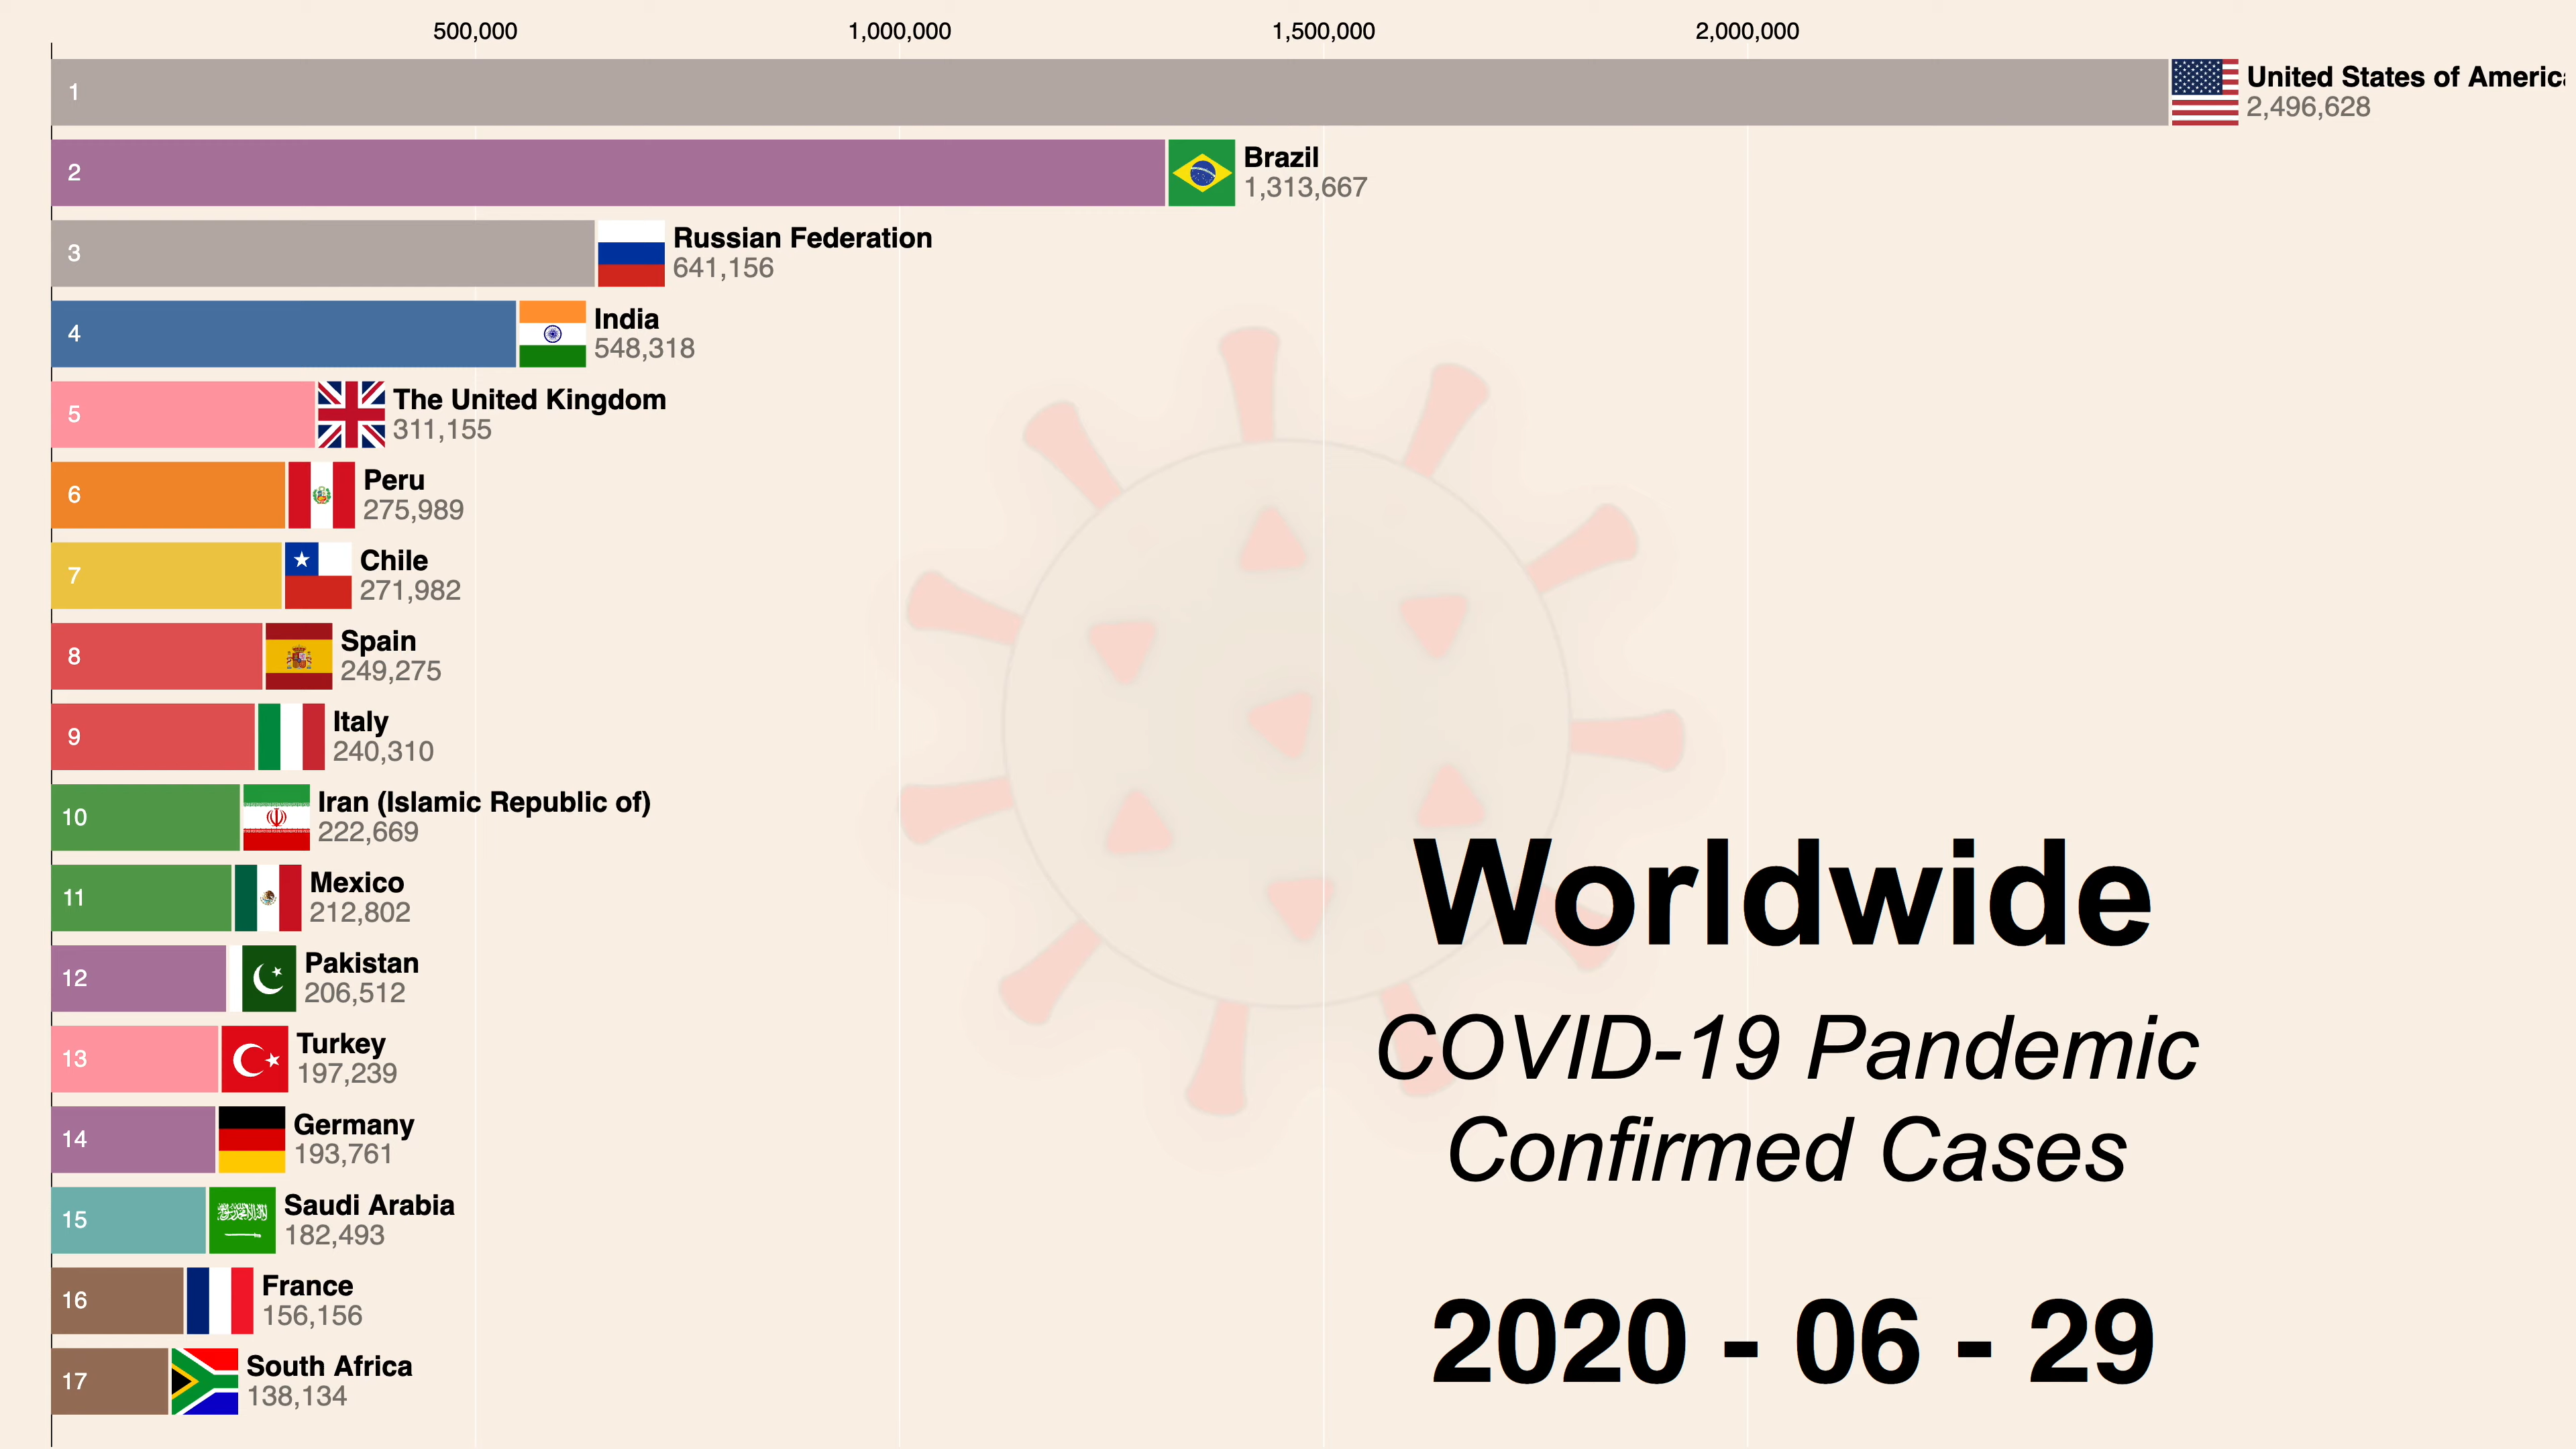 500,000 1,000,000 1,500,000 2,000,000
1 United States of Americ
2,496,628
2 Brazil
1,313,667
3 Russian Federation
641,156
4 India
548,318
5 The United Kingdom
311,155
6 Peru
275,989
7 Chile
271,982
8 Spain
249,275
9 Italy
240,310
10 Iran (Islamic Republic of)
222,669
11 Mexico
212,802
12 Pakistan
206,512
13 Turkey
197,239
14 Germany
193,761
15 Saudi Arabia
182,493
16 France
156,156
17 South Africa
138,134
Worldwide
COVID-19 Pandemic
Confirmed Cases
2020 - 06 - 29